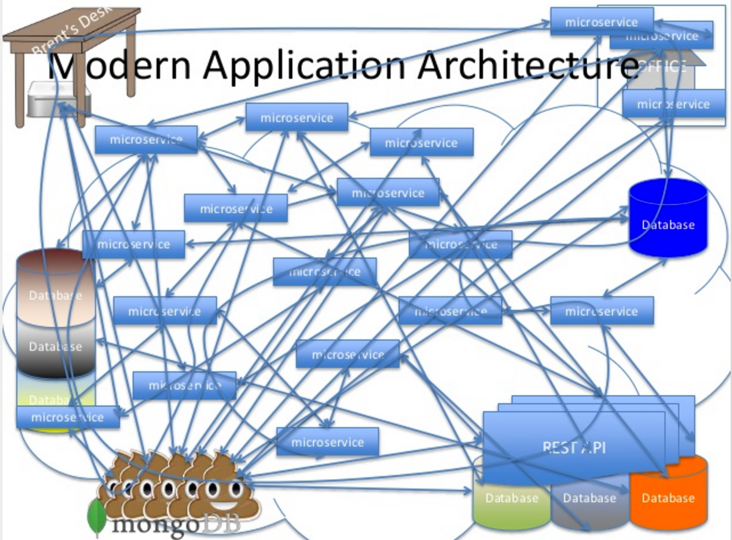 Brent's Desk
microservice
microservice
Modern Application Architecture
OFFICE
microservice
microservice
microservice
microservice
microservice
microservice
Database
microservice
microservice
microservice
Database
microservice
microservice
microservice
Database
microservice
microservice
Database
microservice
microservice
REST API
Database
Database
Database
mongoDB